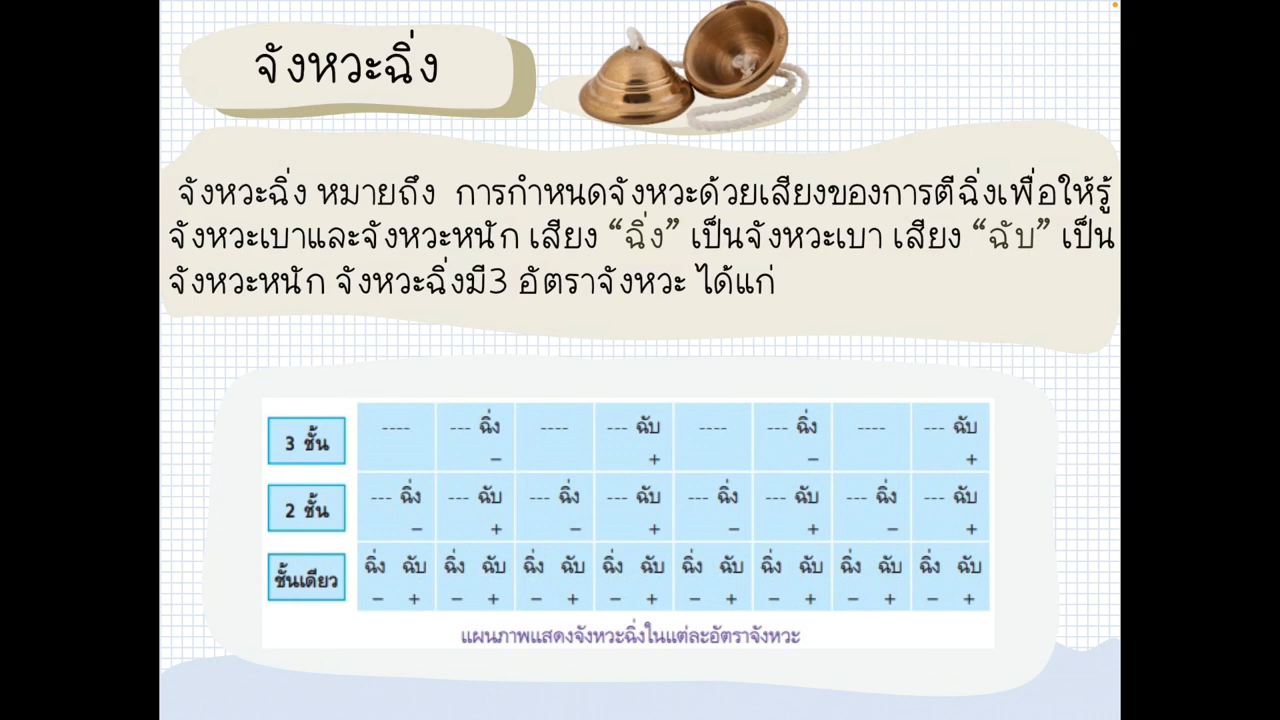 จังหวะฉิ่ง
จังหวะฉิ่ง หมายถึง การกำหนดจังหวะด้วยเสียงของการตีฉิ่งเพื่อให้รู้
จังหวะเบาและจังหวะหนัก เสียง “ฉิ่ง” เป็นจังหวะเบา เสียง “ฉับ” เป็น
จังหวะหนัก จังหวะฉิ่งมี3 อัตราจังหวะ ได้แก่
3 ชั้น ---- --- ฉิ่ง ---- --- ฉับ ---- --- ฉิ่ง ---- --- ฉับ
– + – +
2 ชั้น --- ฉิ่ง --- ฉับ --- ฉิ่ง --- ฉับ --- ฉิ่ง --- ฉับ --- ฉิ่ง --- ฉับ
– + – + – + – +
ชั้นเดียว ฉิ่ง ฉับ ฉิ่ง ฉับ ฉิ่ง ฉับ ฉิ่ง ฉับ ฉิ่ง ฉับ ฉิ่ง ฉับ ฉิ่ง ฉับ ฉิ่ง ฉับ
– + – + – + – + – + – + – + – +
แผนภาพแสดงจังหวะฉิ่งในแต่ละอัตราจังหวะ